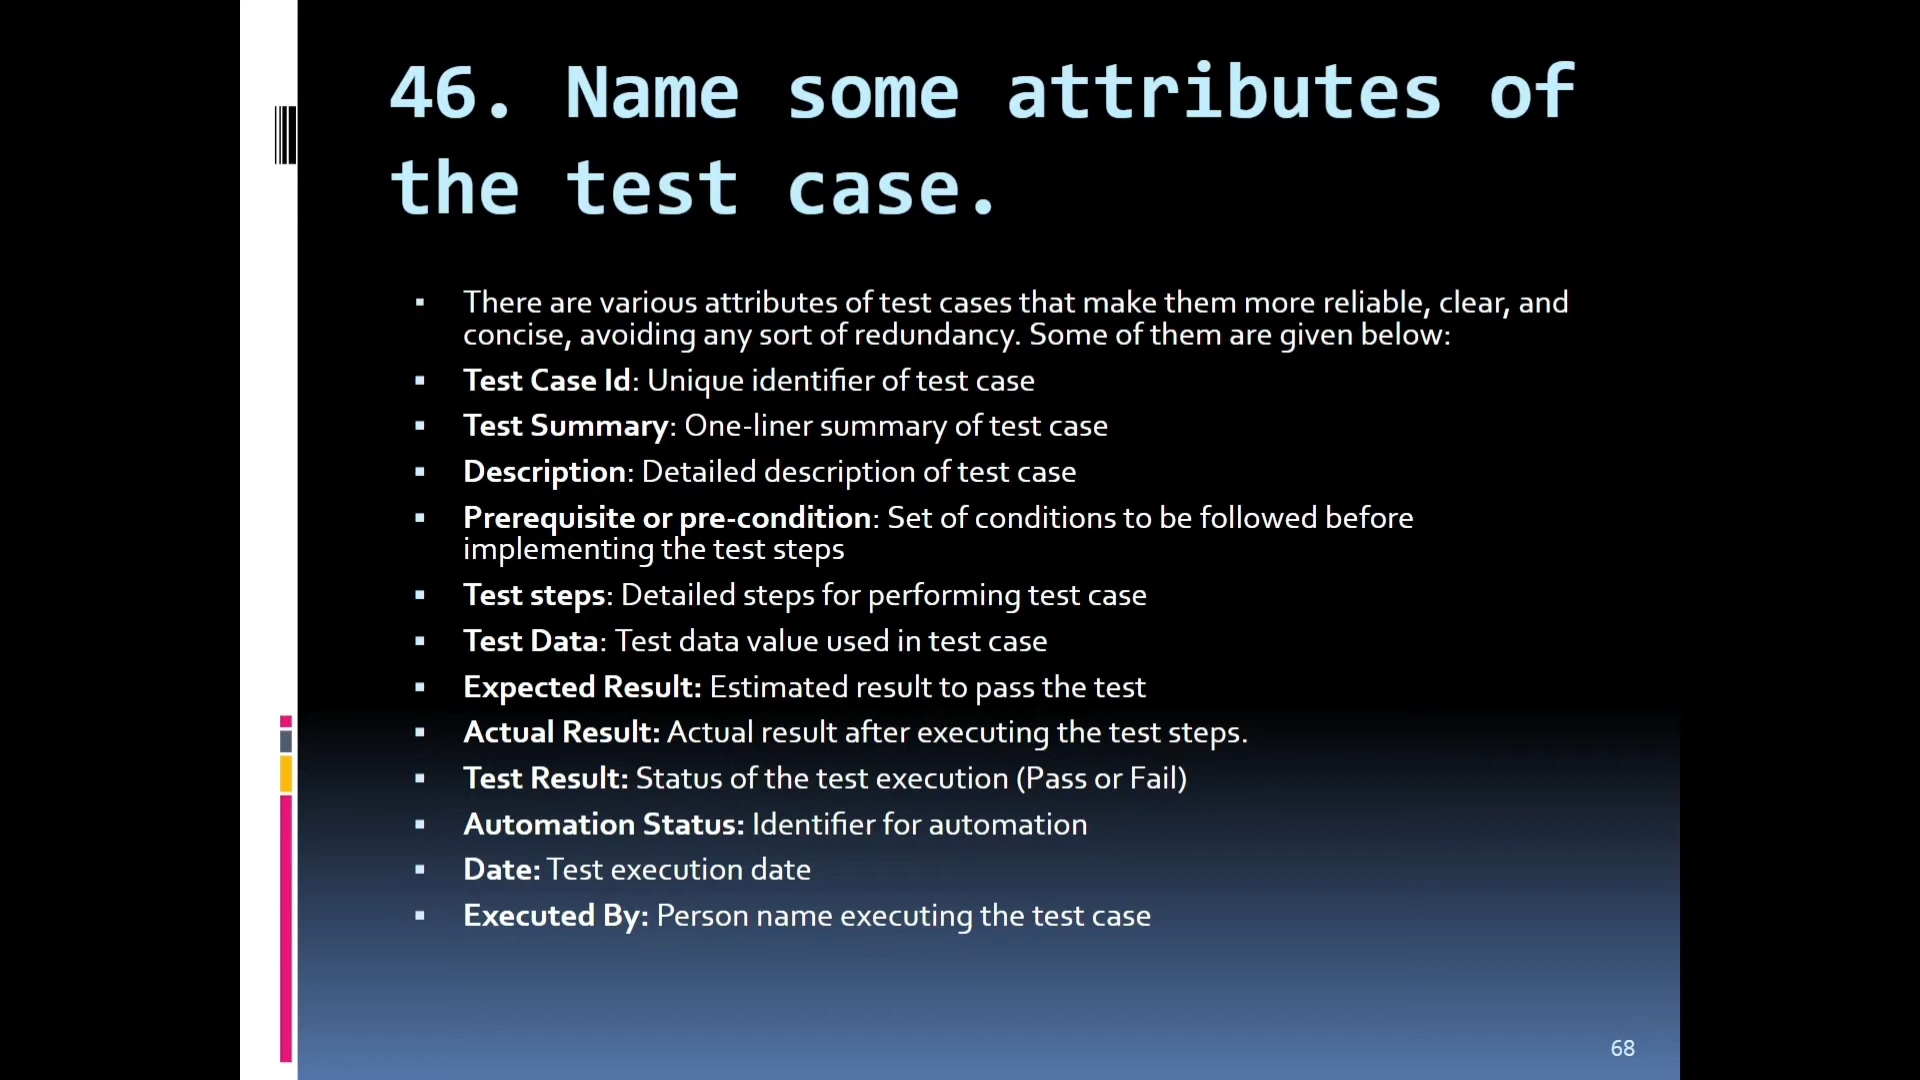 46. Name some attributes of
the test case.
▪ There are various attributes of test cases that make them more reliable, clear, and
concise, avoiding any sort of redundancy. Some of them are given below:
▪ Test Case Id: Unique identifier of test case
▪ Test Summary: One-liner summary of test case
▪ Description: Detailed description of test case
▪ Prerequisite or pre-condition: Set of conditions to be followed before
implementing the test steps
▪ Test steps: Detailed steps for performing test case
▪ Test Data: Test data value used in test case
▪ Expected Result: Estimated result to pass the test
▪ Actual Result: Actual result after executing the test steps.
▪ Test Result: Status of the test execution (Pass or Fail)
▪ Automation Status: Identifier for automation
▪ Date: Test execution date
▪ Executed By: Person name executing the test case
68